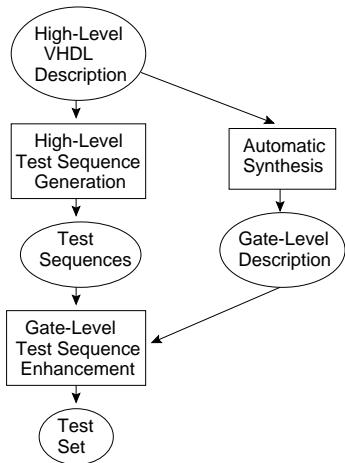 High-Level
VHDL
Description
High-Level
Test Sequence
Generation
Automatic
Synthesis
Test
Sequences
Gate-Level
Description
Gate-Level
Test Sequence
Enhancement
Test
Set